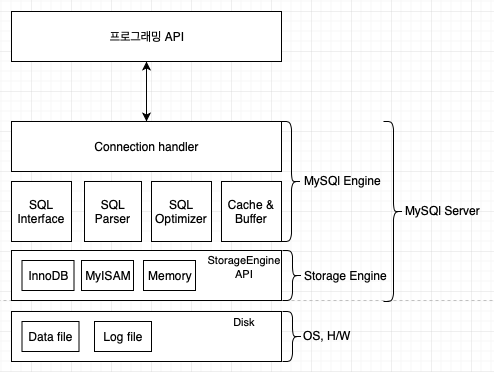 프로그래밍 API
Connection handler
MySQl Engine
MySQl Server
SQL
Interface
SQL
Parser
SQL
Optimizer
Cache &
Buffer
StorageEngine
API
InnoDB
MyISAM
Memory
Storage Engine
Disk
Data file
Log file
OS, H/W